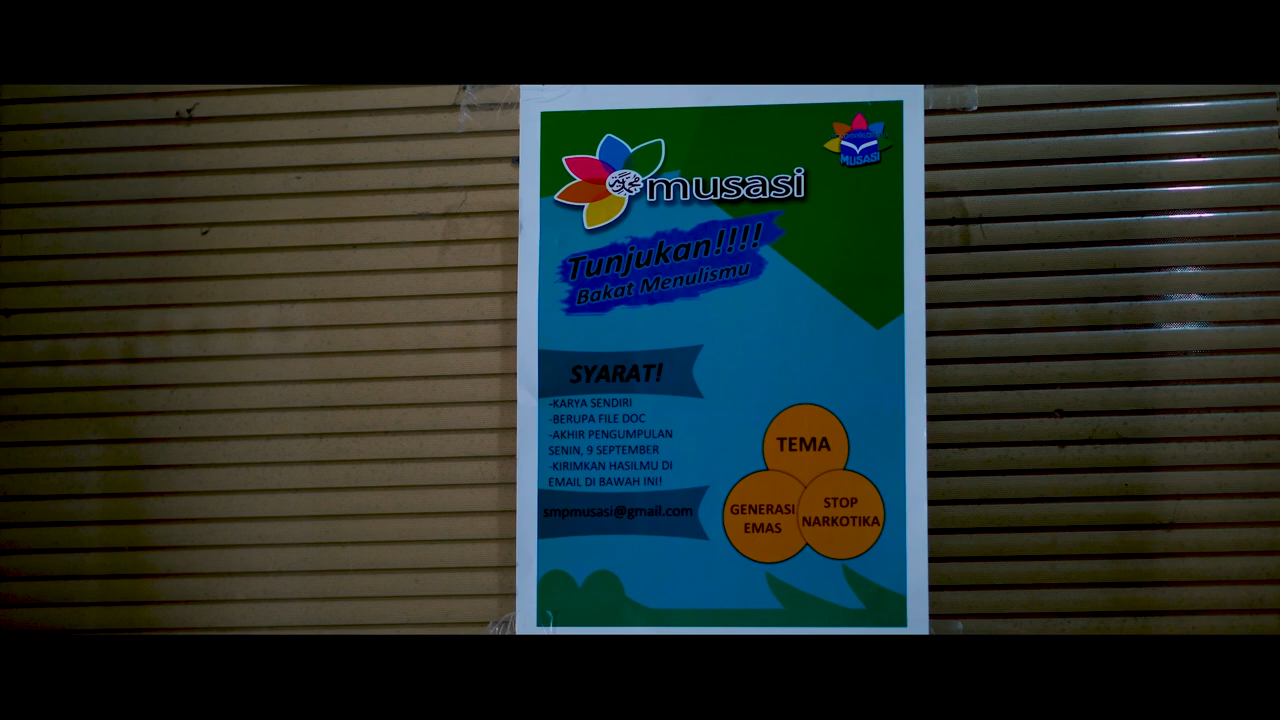 musasi
MUSASI
Tunjukan!!!!
Bakat Menulismu
SYARAT!
-KARYA SENDIRI
-BERUPA FILE DOC
-AKHIR PENGUMPULAN
SENIN, 9 SEPTEMBER
-KIRIMKAN HASILMU DI
EMAIL DI BAWAH INI!
smpmusasi@gmail.com
TEMA
GENERASI
EMAS
STOP
NARKOTIKA